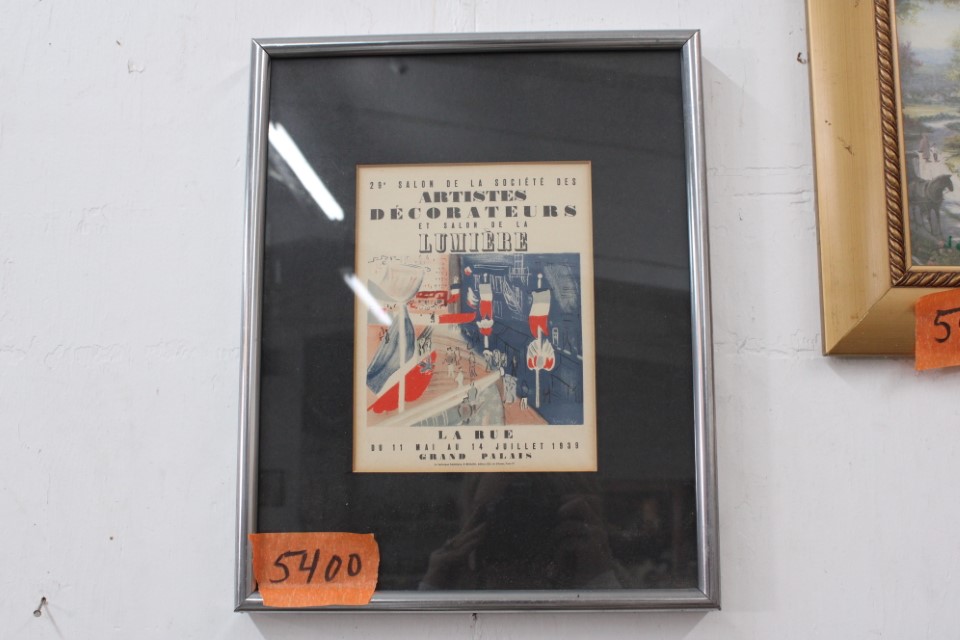 29e SALON DE LA SOCIÉTÉ DES
ARTISTES
DÉCORATEURS
ET SALON DE LA
LUMIÈRE
LA RUE
DU 11 MAI AU 14 JUILLET 1939
GRAND PALAIS
5400
5